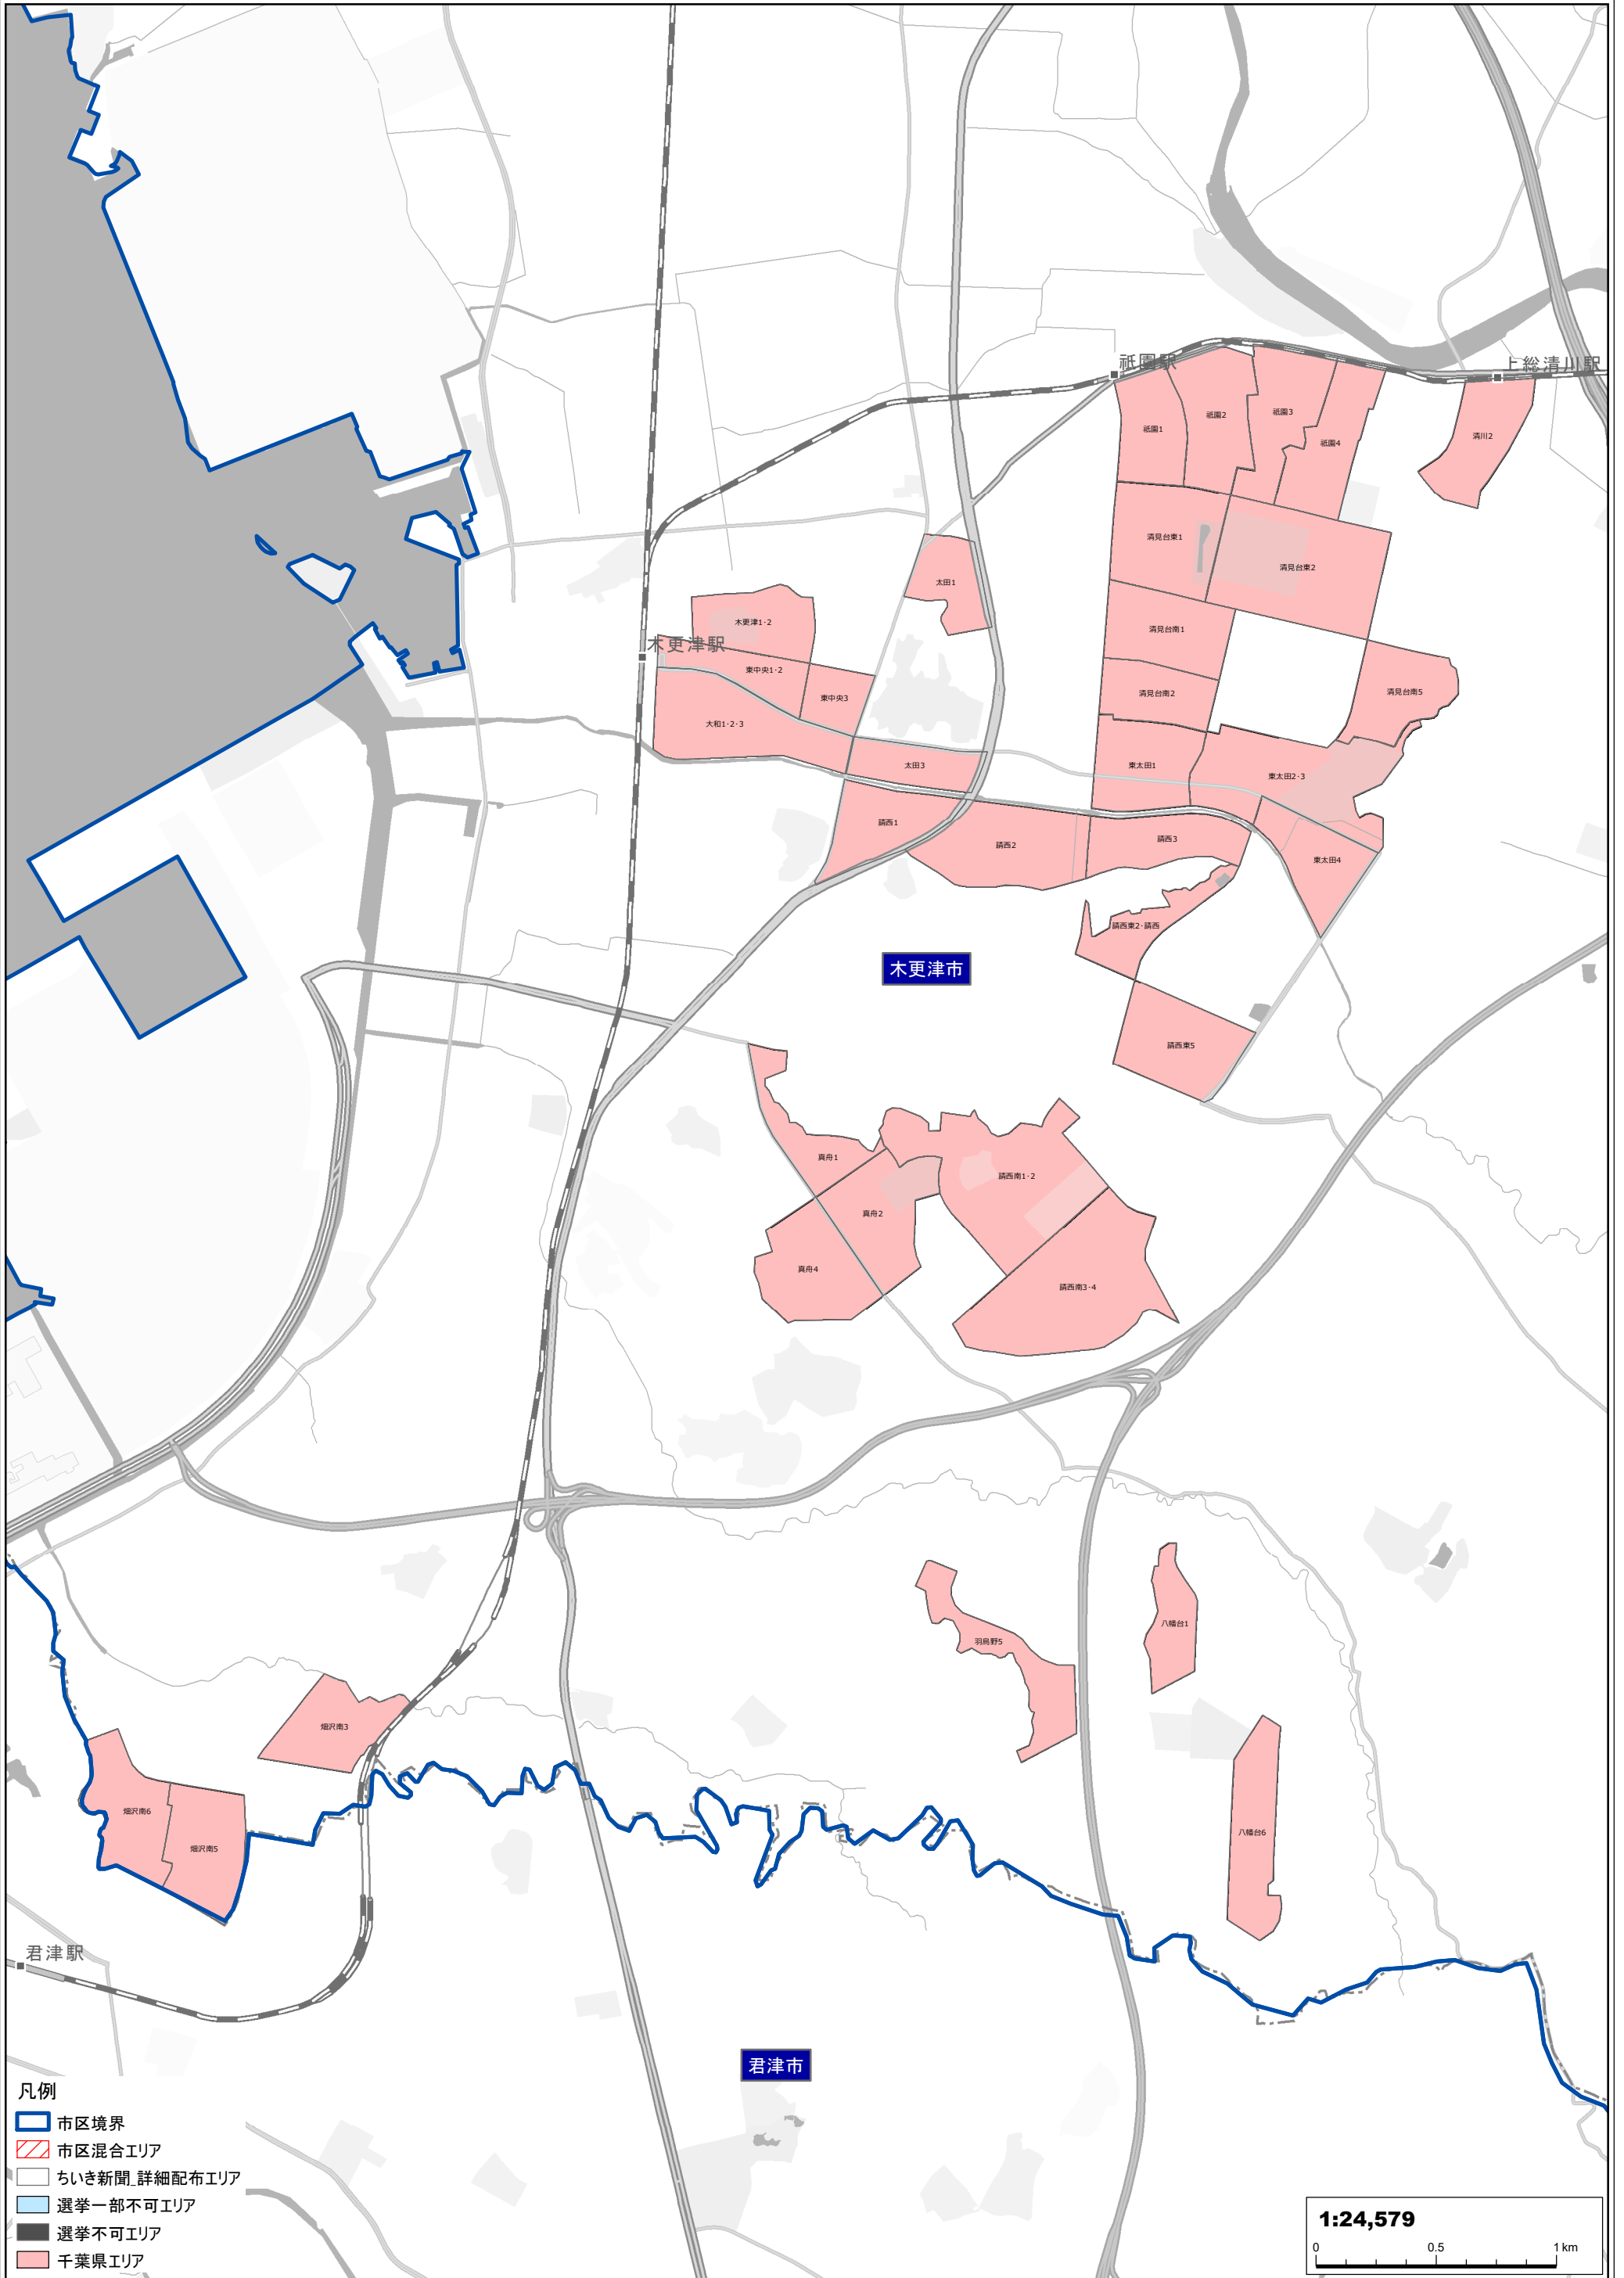 祇園駅
上総清川駅
祇園1
祇園2
祇園3
祇園4
清川2
清見台東1
清見台東2
太田1
木更津1・2
木更津駅
東中央1・2
東中央3
大和1・2・3
太田3
清見台南1
清見台南2
清見台南5
東太田1
東太田2・3
東太田4
請西1
請西2
請西3
請西東2・請西
木更津市
請西東5
真舟1
真舟2
真舟4
請西南1・2
請西南3・4
八幡台1
羽鳥野5
八幡台6
畑沢南3
畑沢南6
畑沢南5
君津駅
君津市
凡例
市区境界
市区混合エリア
ちいき新聞_詳細配布エリア
選挙一部不可エリア
選挙不可エリア
千葉県エリア
1:24,579
0 0.5 1 km